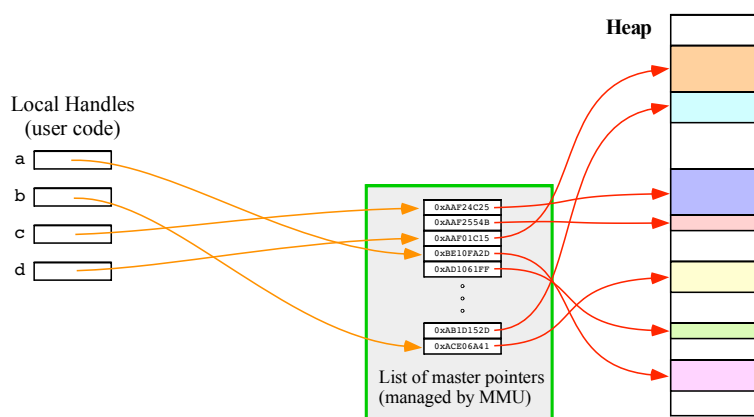 Heap
Local Handles
(user code)
a
b
c
d
0xAAF24C25
0xAAF2554B
0xAAF01C15
0xBE10FA2D
0xAD1061FF
0xAB1D152D
0xACE06A41
List of master pointers
(managed by MMU)